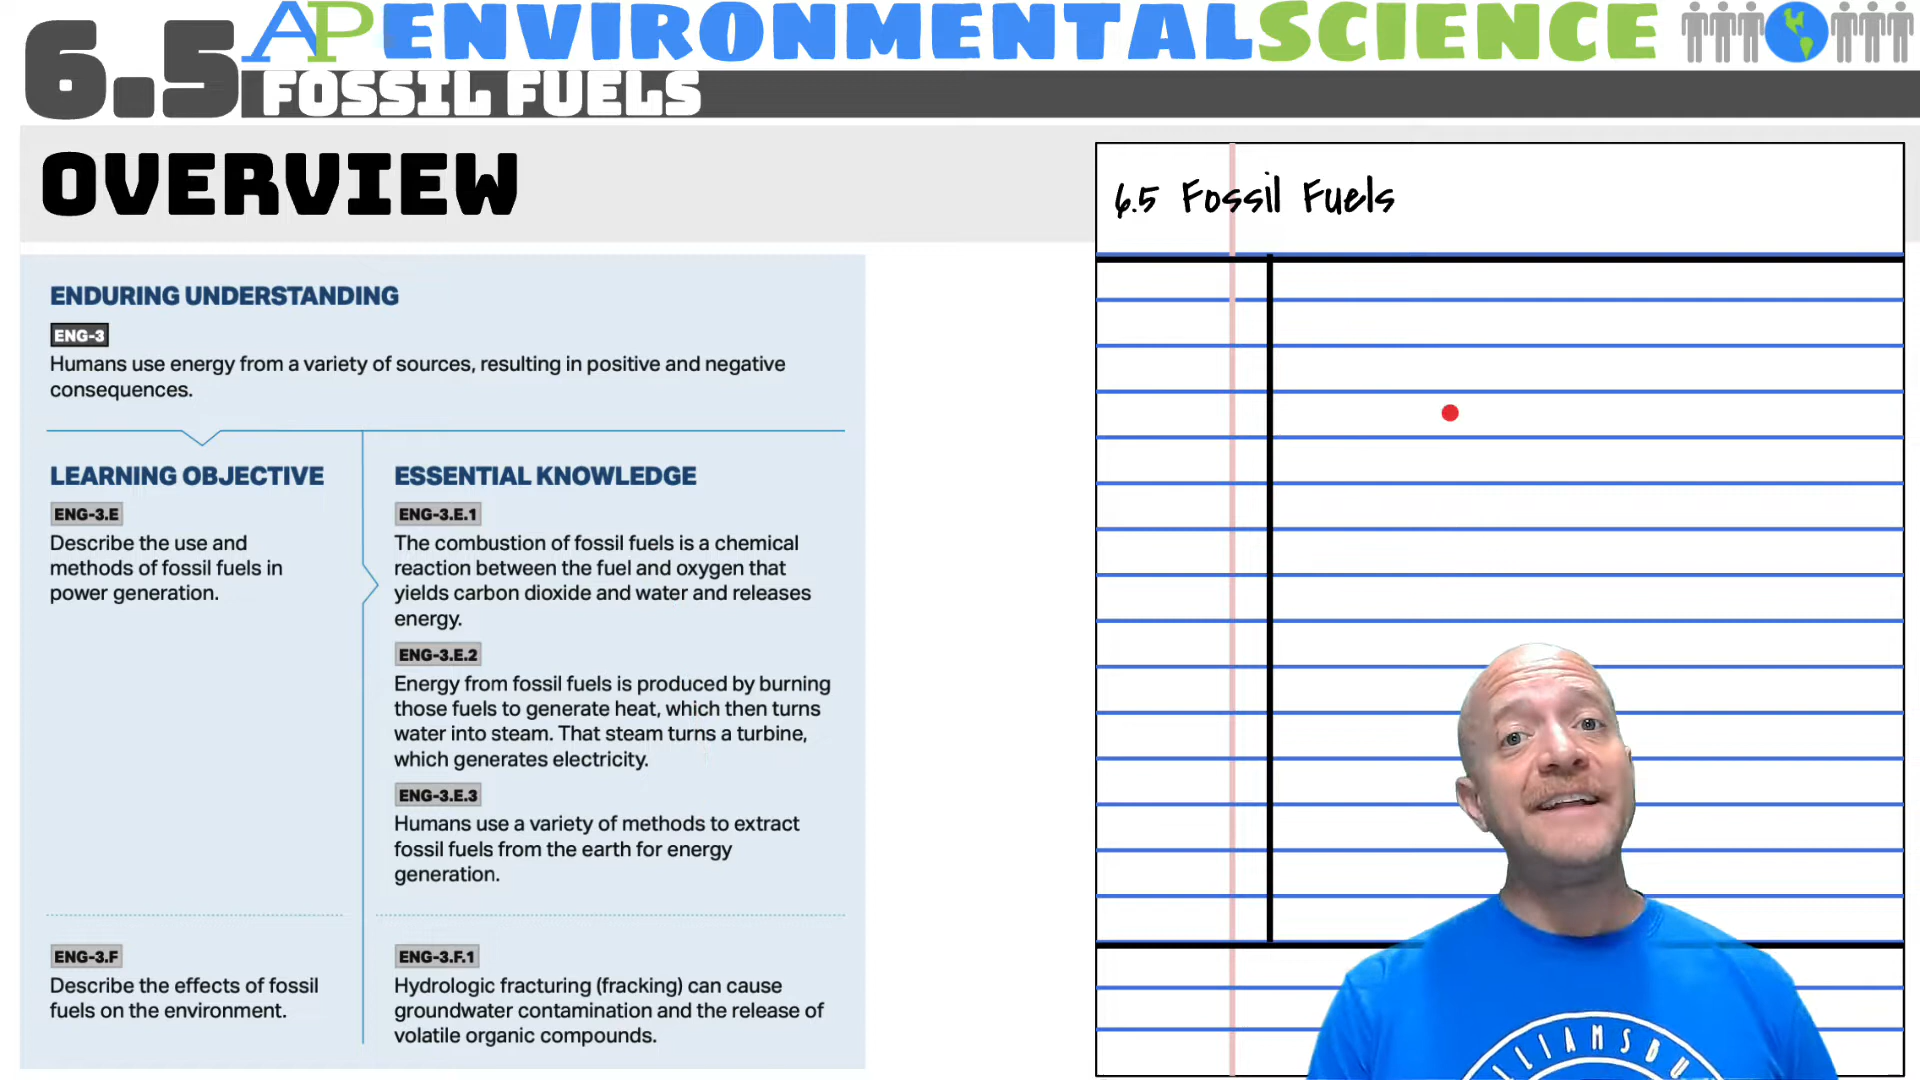 6.5
AP ENVIRONMENTAL SCIENCE
FOSSIL FUELS
OVERVIEW
ENDURING UNDERSTANDING
ENG-3
Humans use energy from a variety of sources, resulting in positive and negative
consequences.
LEARNING OBJECTIVE
ENG-3.E
Describe the use and
methods of fossil fuels in
power generation.
ESSENTIAL KNOWLEDGE
ENG-3.E.1
The combustion of fossil fuels is a chemical
reaction between the fuel and oxygen that
yields carbon dioxide and water and releases
energy.
ENG-3.E.2
Energy from fossil fuels is produced by burning
those fuels to generate heat, which then turns
water into steam. That steam turns a turbine,
which generates electricity.
ENG-3.E.3
Humans use a variety of methods to extract
fossil fuels from the earth for energy
generation.
ENG-3.F
Describe the effects of fossil
fuels on the environment.
ENG-3.F.1
Hydrologic fracturing (fracking) can cause
groundwater contamination and the release of
volatile organic compounds.
6.5 Fossil Fuels